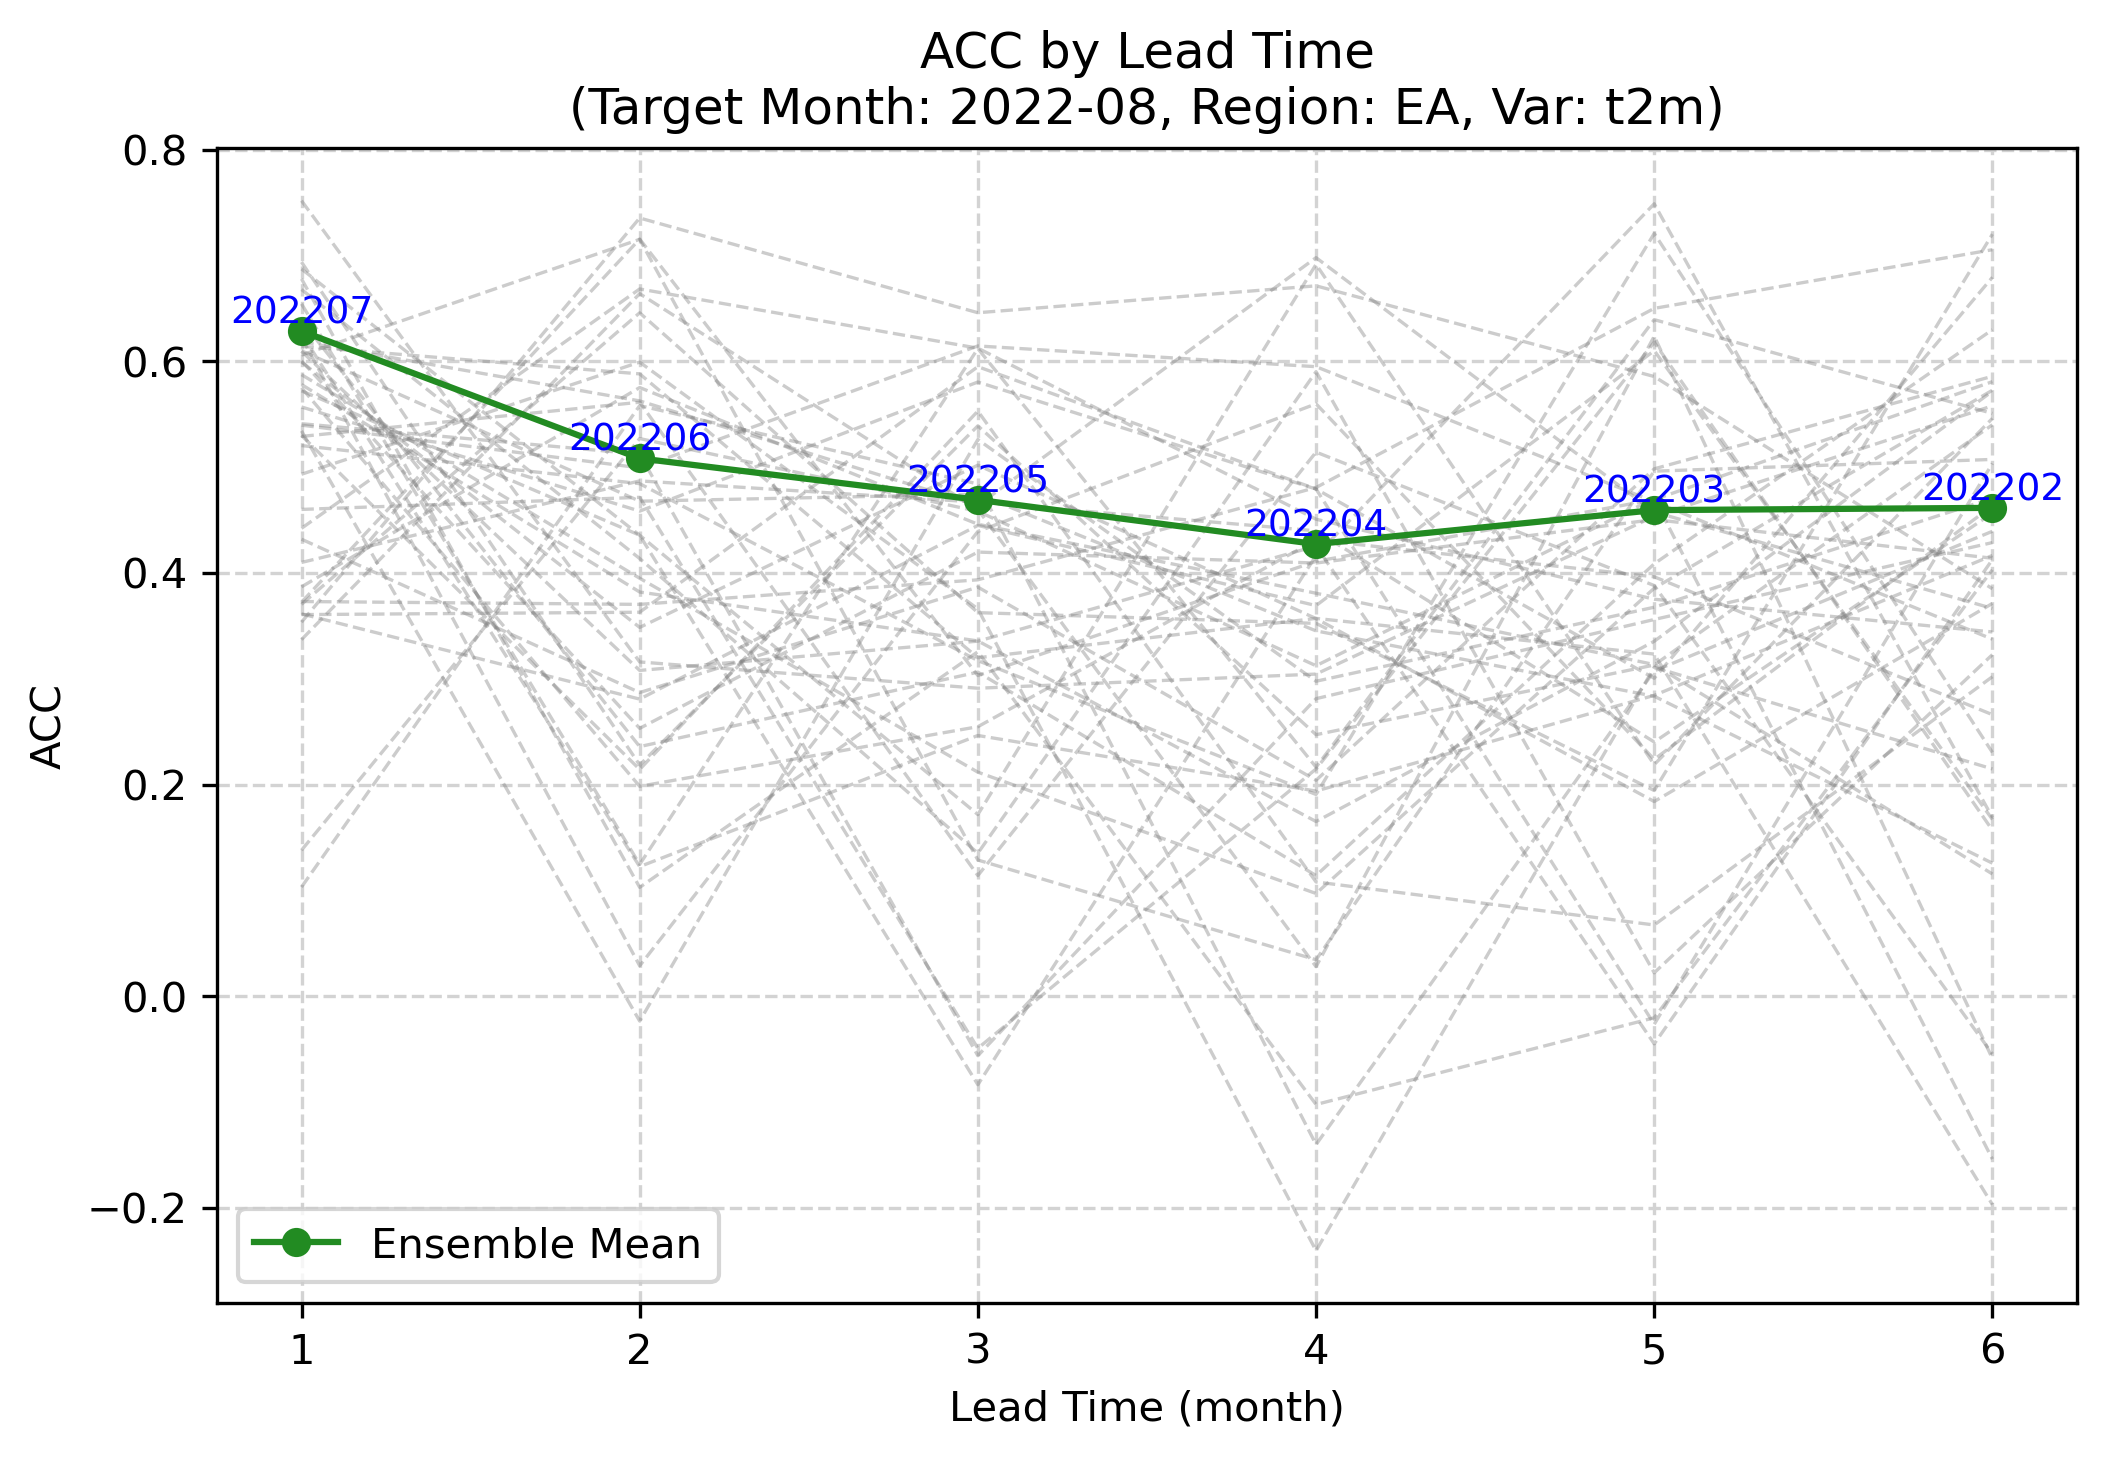 ACC by Lead Time
(Target Month: 2022-08, Region: EA, Var: t2m)
ACC
0.8
0.6
0.4
0.2
0.0
−0.2
202207
202206
202205
202204
202203
202202
Ensemble Mean
1 2 3 4 5 6
Lead Time (month)